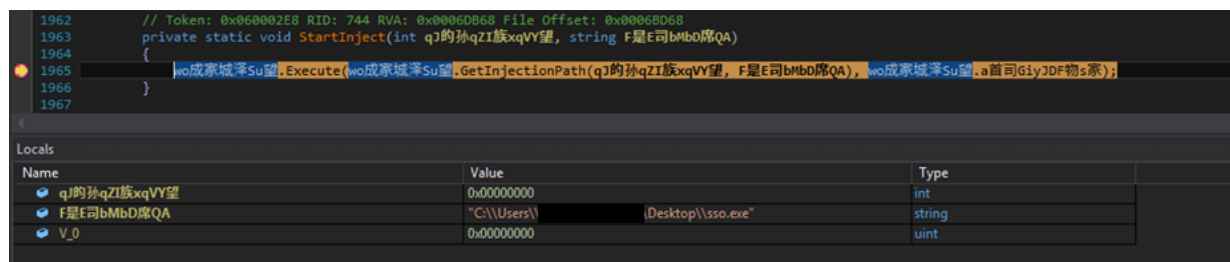 1962 // Token: 0x060002E8 RID: 744 RVA: 0x0006DB68 File Offset: 0x0006BD68
1963 private static void StartInject(int qJ的孙qZI族xqVY望, string F是E司bMbD席QA)
1964 {
1965 wo成家城泽Su望.Execute(wo成家城泽Su望.GetInjectionPath(qJ的孙qZI族xqVY望, F是E司bMbD席QA), wo成家城泽Su望.a首司GiyJDF物s家);
1966 }
1967
Locals
Name Value Type
qJ的孙qZI族xqVY望 0x00000000 int
F是E司bMbD席QA "C:\\Users\\ \Desktop\\sso.exe" string
V_0 0x00000000 uint